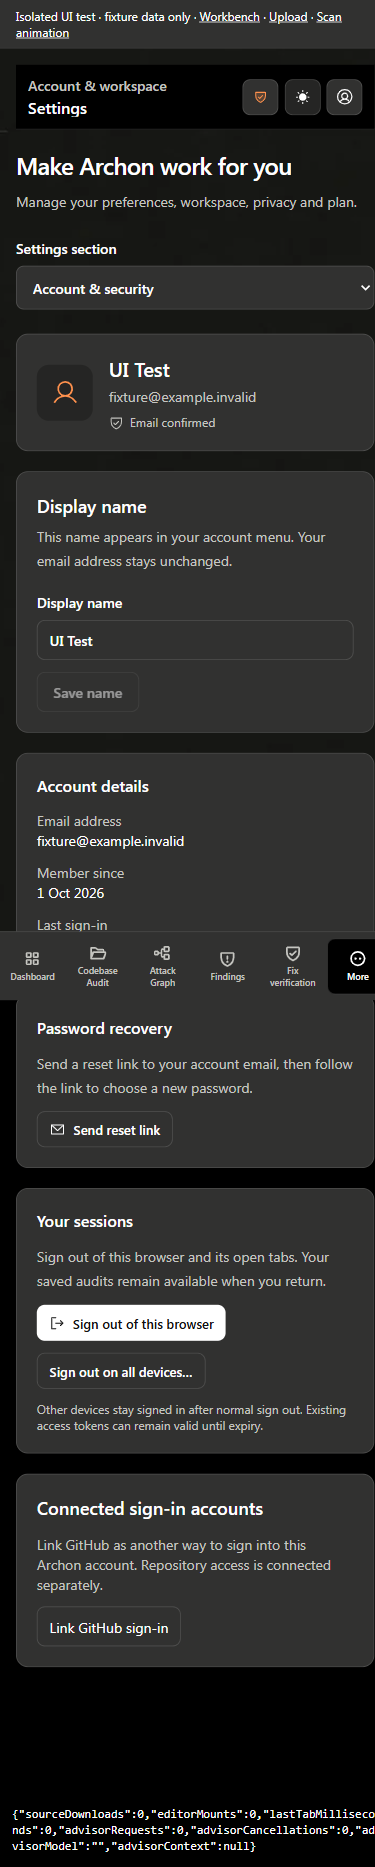 Isolated UI test · fixture data only · Workbench · Upload · Scan
animation
Account & workspace
Settings
Make Archon work for you
Manage your preferences, workspace, privacy and plan.
Settings section
Account & security
UI Test
fixture@example.invalid
Email confirmed
Display name
This name appears in your account menu. Your
email address stays unchanged.
Display name
UI Test
Save name
Account details
Email address
fixture@example.invalid
Member since
1 Oct 2026
Last sign-in
Dashboard
Codebase
Audit
Attack
Graph
Findings
Fix
verification
More
Password recovery
Send a reset link to your account email, then follow
the link to choose a new password.
Send reset link
Your sessions
Sign out of this browser and its open tabs. Your
saved audits remain available when you return.
Sign out of this browser
Sign out on all devices...
Other devices stay signed in after normal sign out. Existing
access tokens can remain valid until expiry.
Connected sign-in accounts
Link GitHub as another way to sign into this
Archon account. Repository access is connected
separately.
Link GitHub sign-in
{"sourceDownloads":0,"editorMounts":0,"lastTabMilliseco
nds":0,"advisorRequests":0,"advisorCancellations":0,"ad
visorModel":"","advisorContext":null}